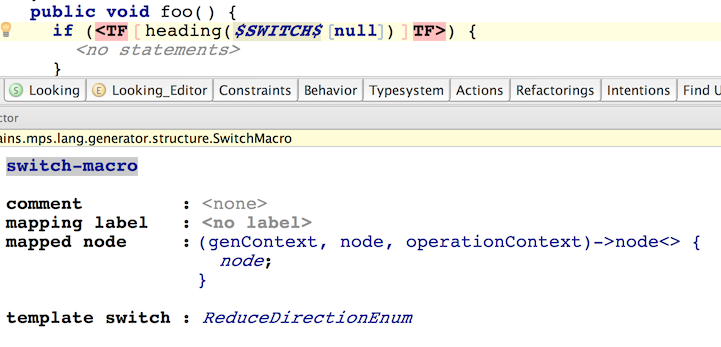 public void foo() {
if (<TF [ heading($SWITCH$ [null]) ] TF>) {
<no statements>
}
S Looking E Looking_Editor Constraints Behavior Typesystem Actions Refactorings Intentions Find U
ctor
ains.mps.lang.generator.structure.SwitchMacro
switch-macro
comment : <none>
mapping label : <no label>
mapped node : (genContext, node, operationContext)->node<> {
node;
}
template switch : ReduceDirectionEnum